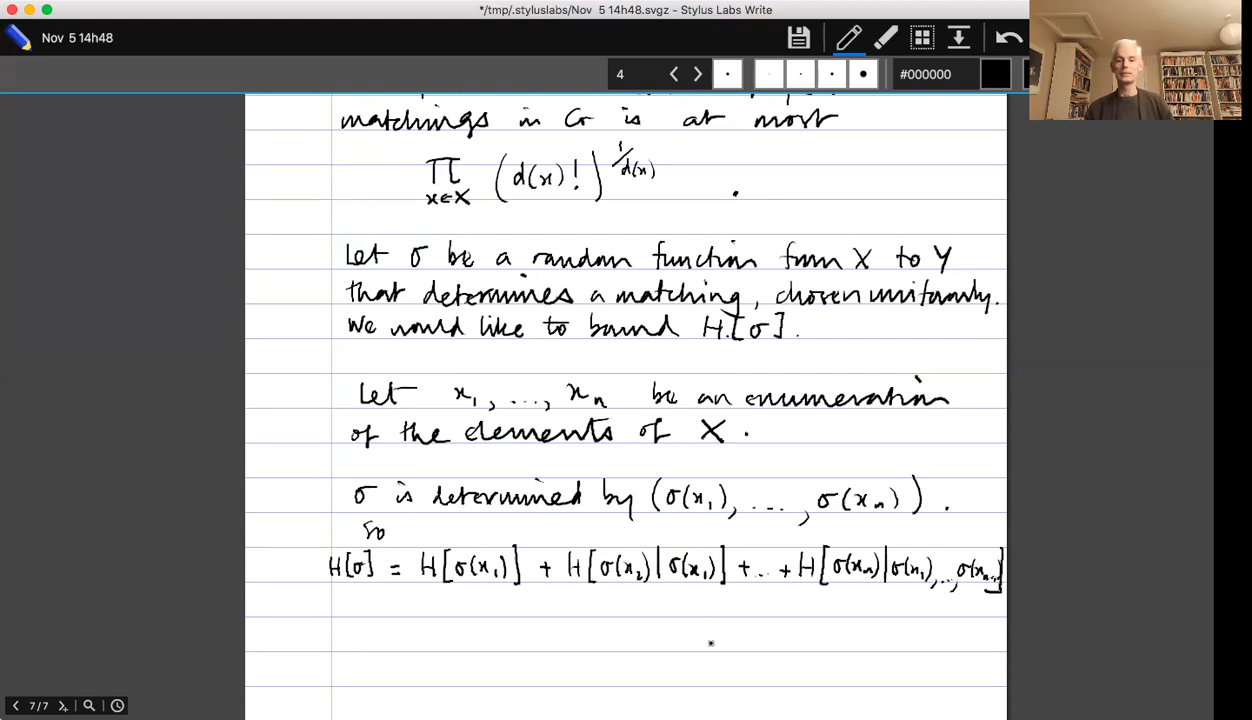 */tmp/.styluslabs/Nov 5 14h48.svgz - Stylus Labs Write
Nov 5 14h48
4
#000000
matchings in G is at most
∏ x∈X (d(x)!)^{1/d(x)} .
Let σ be a random function from X to Y
that determines a matching, chosen uniformly.
We would like to bound H[σ].
Let x₁, ..., xₙ be an enumeration
of the elements of X.
σ is determined by (σ(x₁), ..., σ(xₙ)).
So
H[σ] = H[σ(x₁)] + H[σ(x₂)|σ(x₁)] + ... + H[σ(xₙ)|σ(x₁), ..., σ(xₙ₋₁)]
7/7